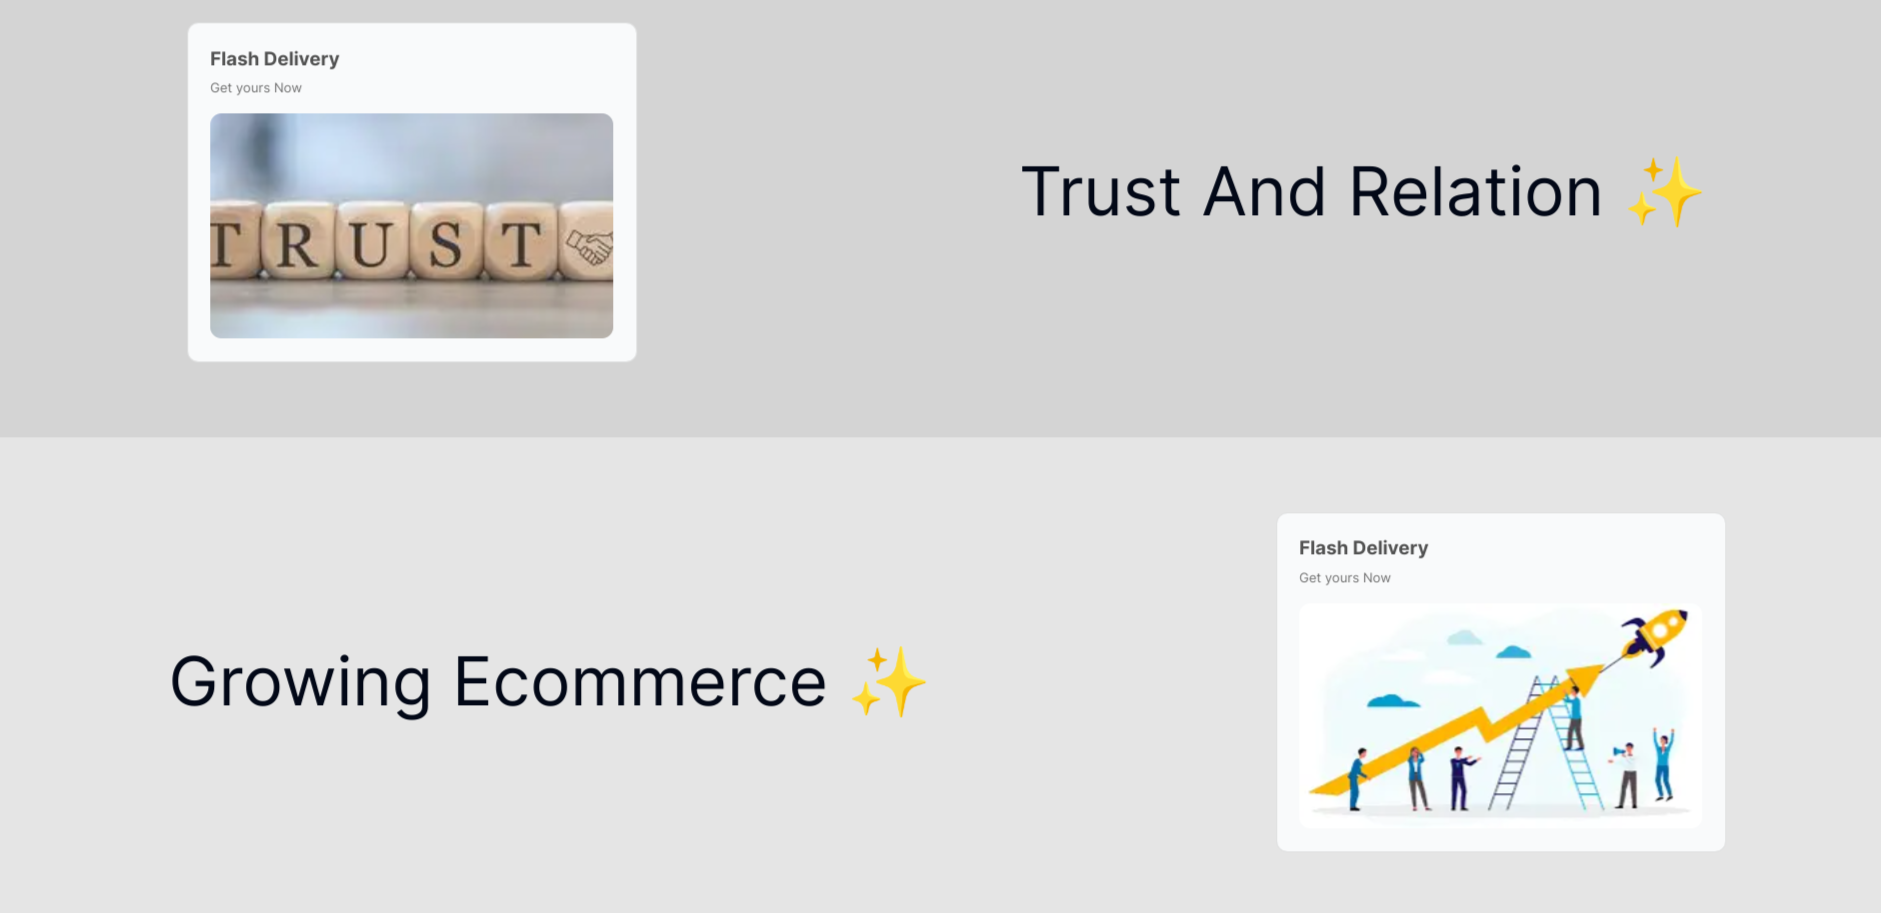 Flash Delivery
Get yours Now
TRUST
Trust And Relation ✨
Growing Ecommerce ✨
Flash Delivery
Get yours Now